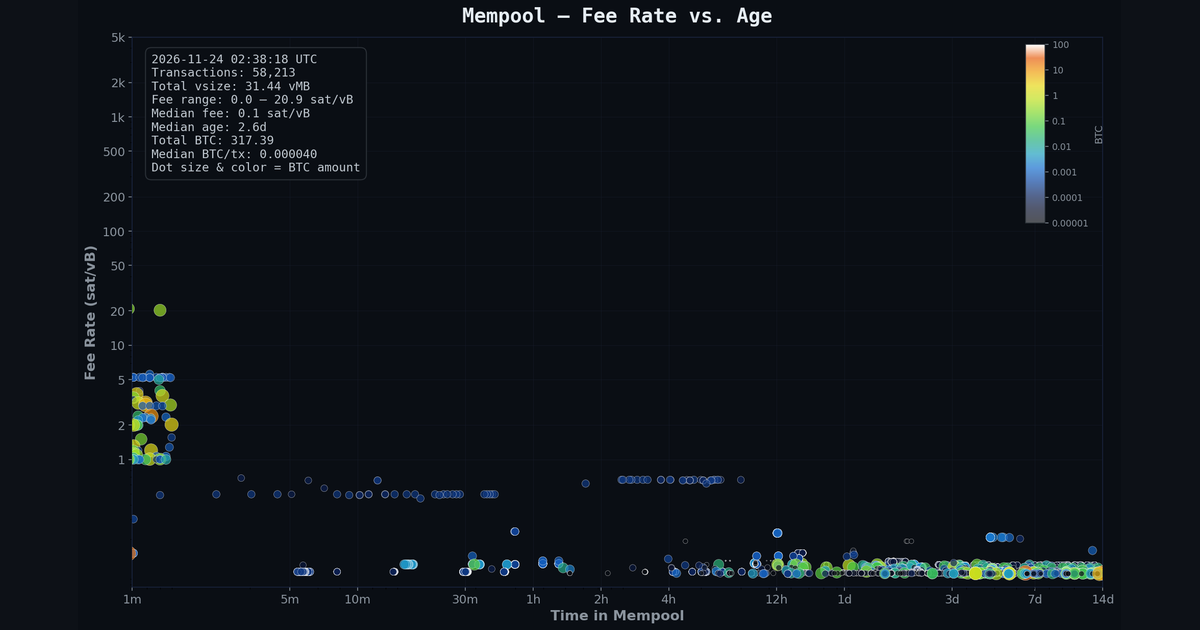 Mempool — Fee Rate vs. Age
2026-11-24 02:38:18 UTC
Transactions: 58,213
Total vsize: 31.44 vMB
Fee range: 0.0 — 20.9 sat/vB
Median fee: 0.1 sat/vB
Median age: 2.6d
Total BTC: 317.39
Median BTC/tx: 0.000040
Dot size & color = BTC amount
100
10
1
0.1
0.01
0.001
0.0001
0.00001
BTC
Fee Rate (sat/vB)
5k
2k
1k
500
200
100
50
20
10
5
2
1
1m
5m
10m
30m
1h
2h
4h
12h
1d
3d
7d
14d
Time in Mempool